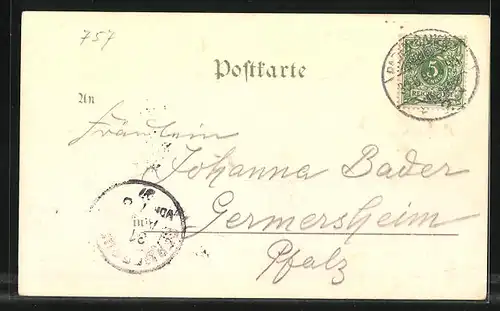 757
Postkarte
5
An
Fräulein
Johanna Bader
Germersheim
Pfalz